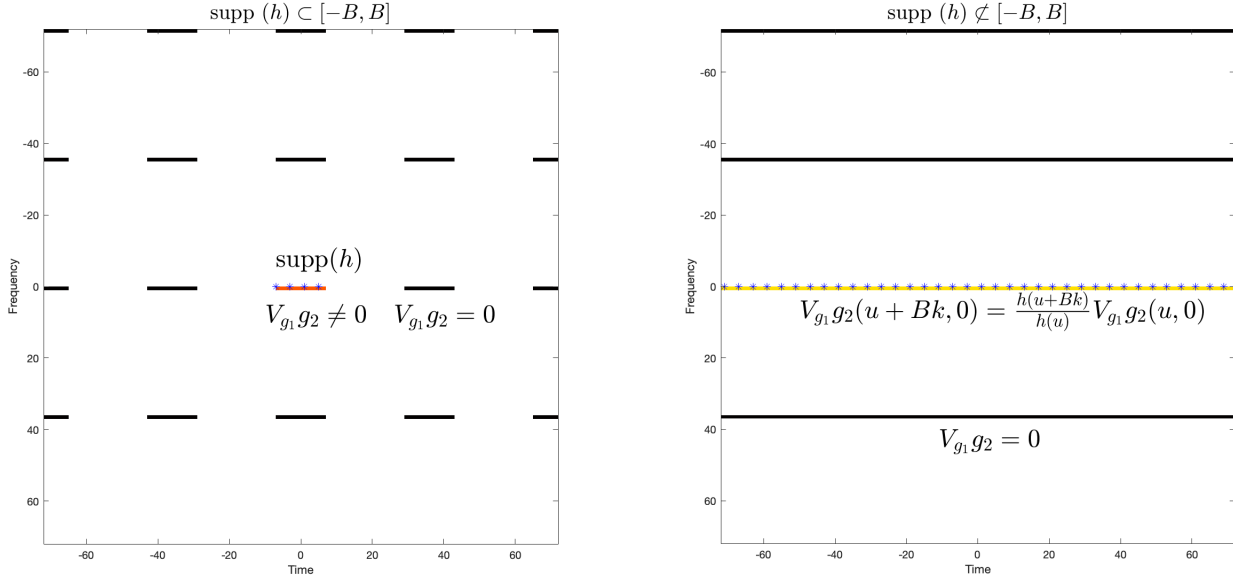 supp (h) ⊂ [−B, B]
-60
-40
-20
0
20
40
60
Frequency
supp(h)
V_{g_1} g_2 ≠ 0
V_{g_1} g_2 = 0
-60 -40 -20 0 20 40 60
Time
supp (h) ⊄ [−B, B]
-60
-40
-20
0
20
40
60
Frequency
V_{g_1} g_2(u + Bk, 0) = \frac{h(u+Bk)}{h(u)} V_{g_1} g_2(u, 0)
V_{g_1} g_2 = 0
-60 -40 -20 0 20 40 60
Time